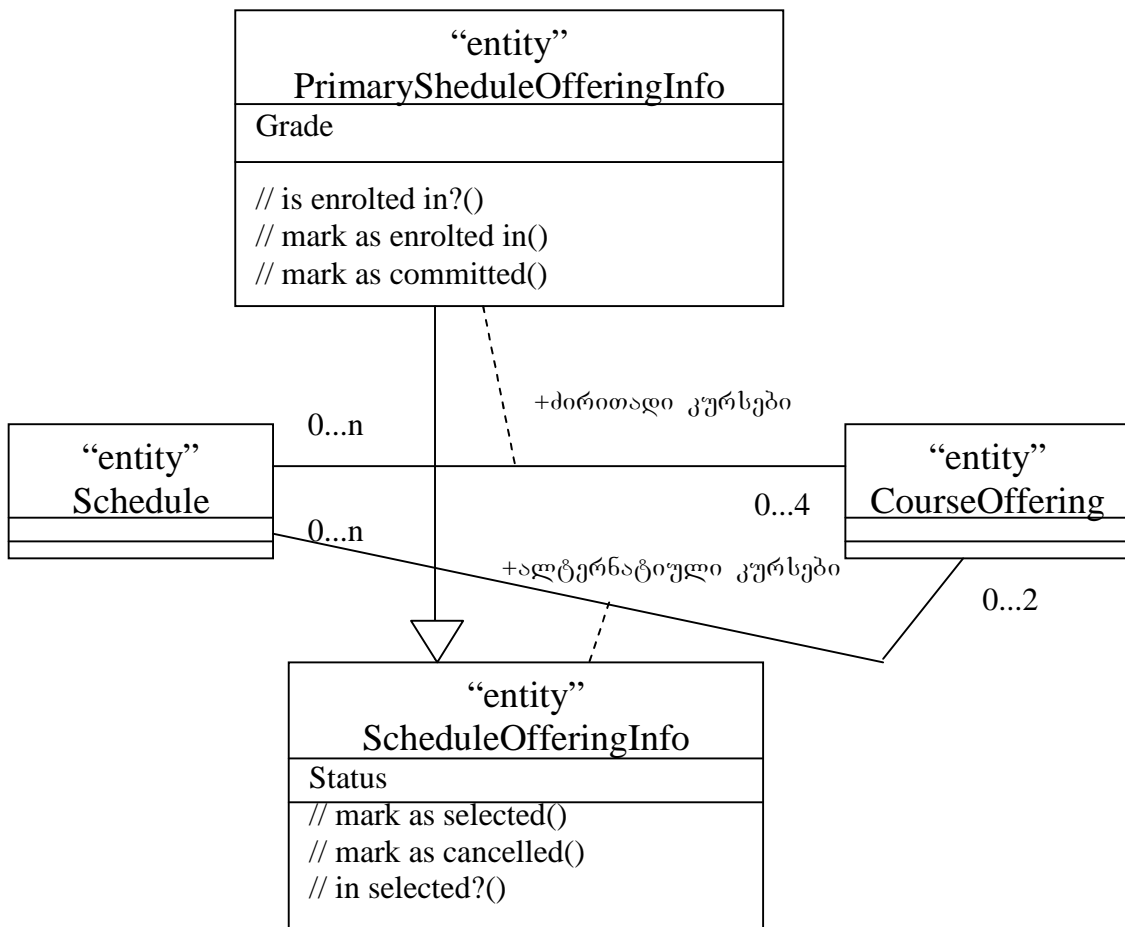 “entity”
PrimarySheduleOfferingInfo
Grade
// is enrolted in?()
// mark as enrolted in()
// mark as committed()
+ძირითადი კურსები
0...n
“entity”
Schedule
“entity”
CourseOffering
0...4
0...n
+ალტერნატიული კურსები
0...2
“entity”
ScheduleOfferingInfo
Status
// mark as selected()
// mark as cancelled()
// in selected?()